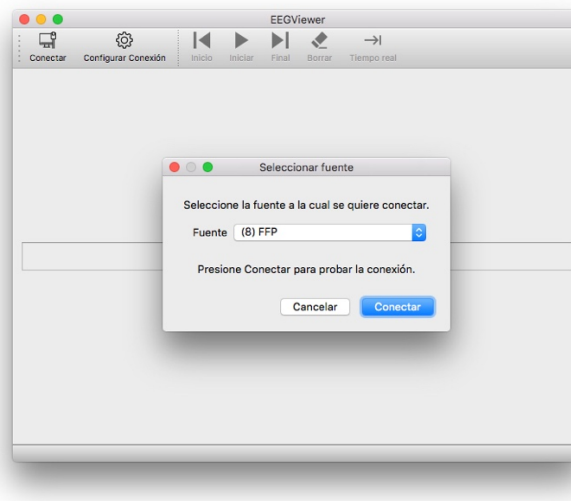 EEGViewer
Conectar Configurar Conexión Inicio Iniciar Final Borrar Tiempo real
Seleccionar fuente
Seleccione la fuente a la cual se quiere conectar.
Fuente (8) FFP
Presione Conectar para probar la conexión.
Cancelar Conectar